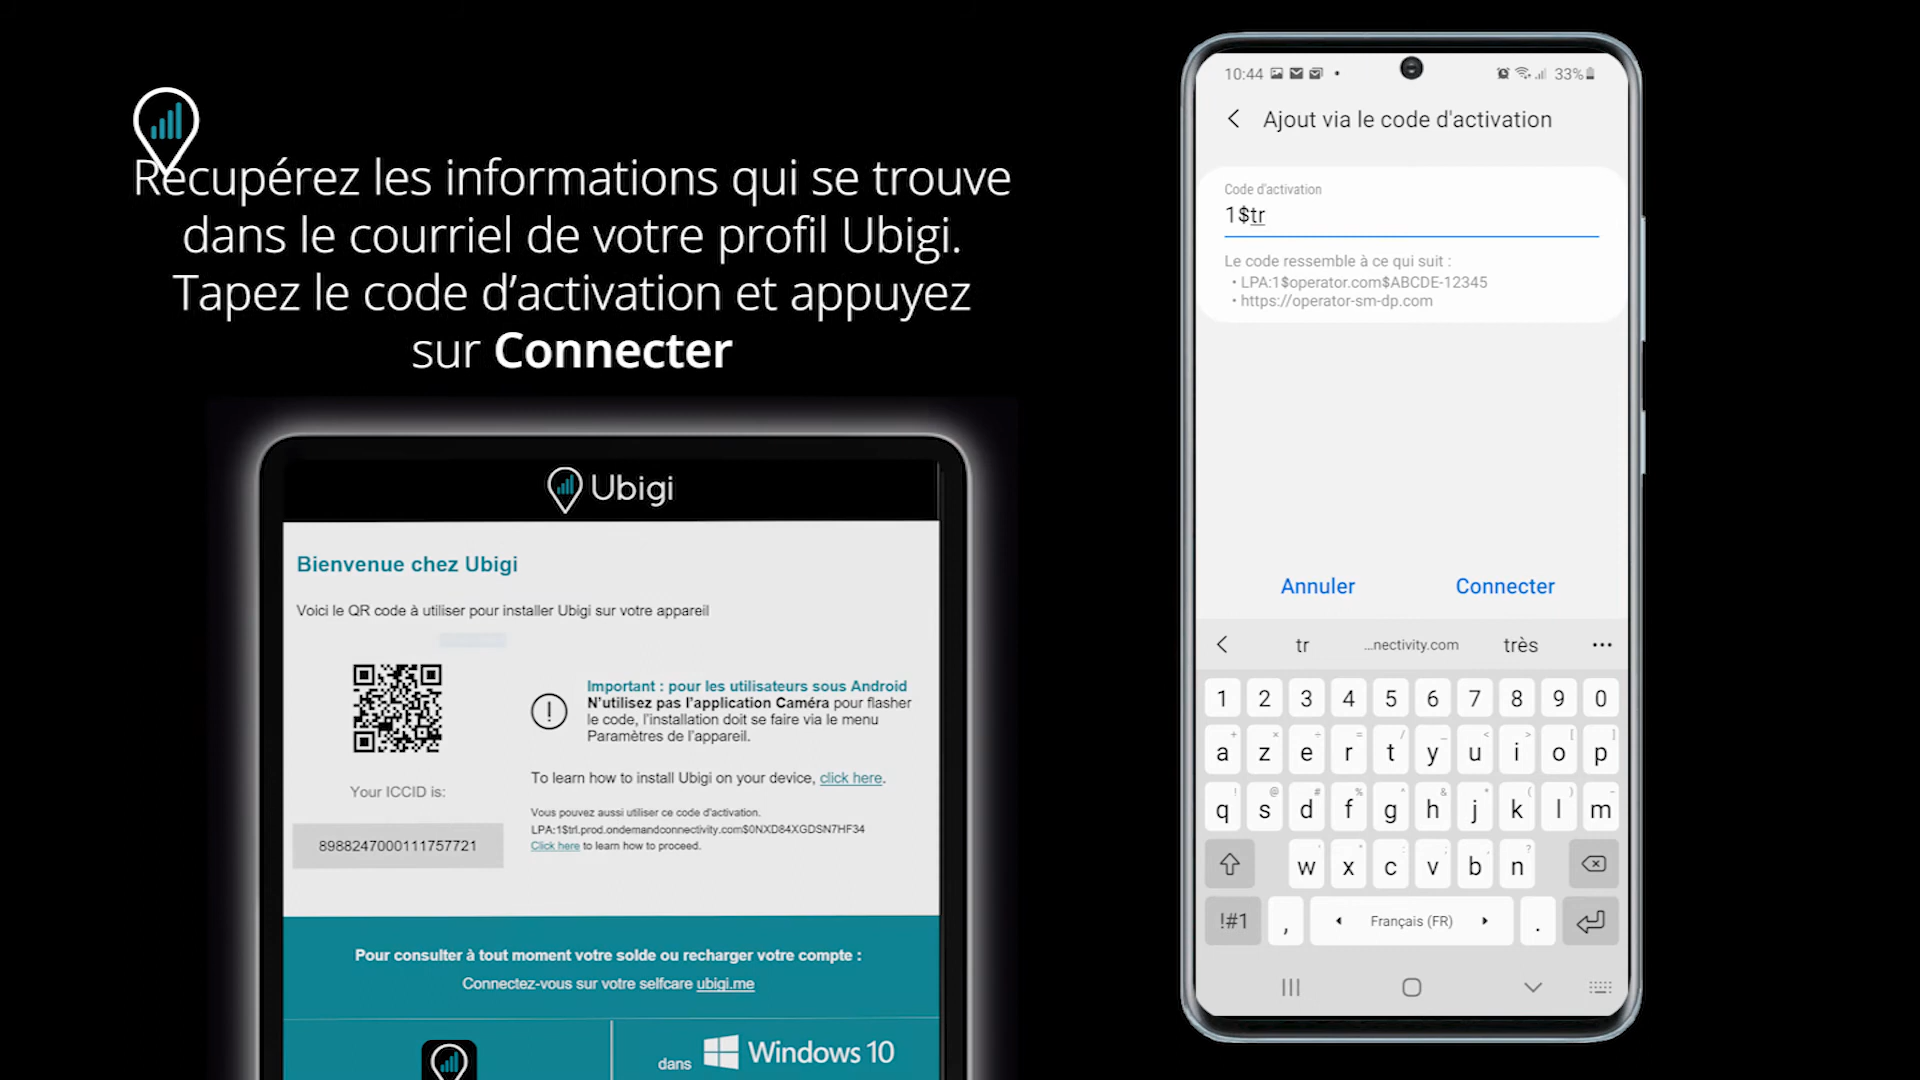 Récupérez les informations qui se trouve
dans le courriel de votre profil Ubigi.
Tapez le code d’activation et appuyez
sur Connecter
Ubigi
Bienvenue chez Ubigi
Voici le QR code à utiliser pour installer Ubigi sur votre appareil
Important : pour les utilisateurs sous Android
N’utilisez pas l’application Caméra pour flasher
le code, l’installation doit se faire via le menu
Paramètres de l’appareil.
To learn how to install Ubigi on your device, click here.
Your ICCID is:
8988247000111757721
Vous pouvez aussi utiliser ce code d'activation.
LPA:1$trl.prod.ondemandconnectivity.com$0NXD84XGDSN7HF34
Click here to learn how to proceed.
Pour consulter à tout moment votre solde ou recharger votre compte :
Connectez-vous sur votre selfcare ubigi.me
dans Windows 10
10:44 33%
Ajout via le code d'activation
Code d'activation
1$tr
Le code ressemble à ce qui suit :
• LPA:1$operator.com$ABCDE-12345
• https://operator-sm-dp.com
Annuler Connecter
tr ...nectivity.com très ...
1 2 3 4 5 6 7 8 9 0
a z e r t y u i o p
q s d f g h j k l m
w x c v b n
!#1 , Français (FR) .